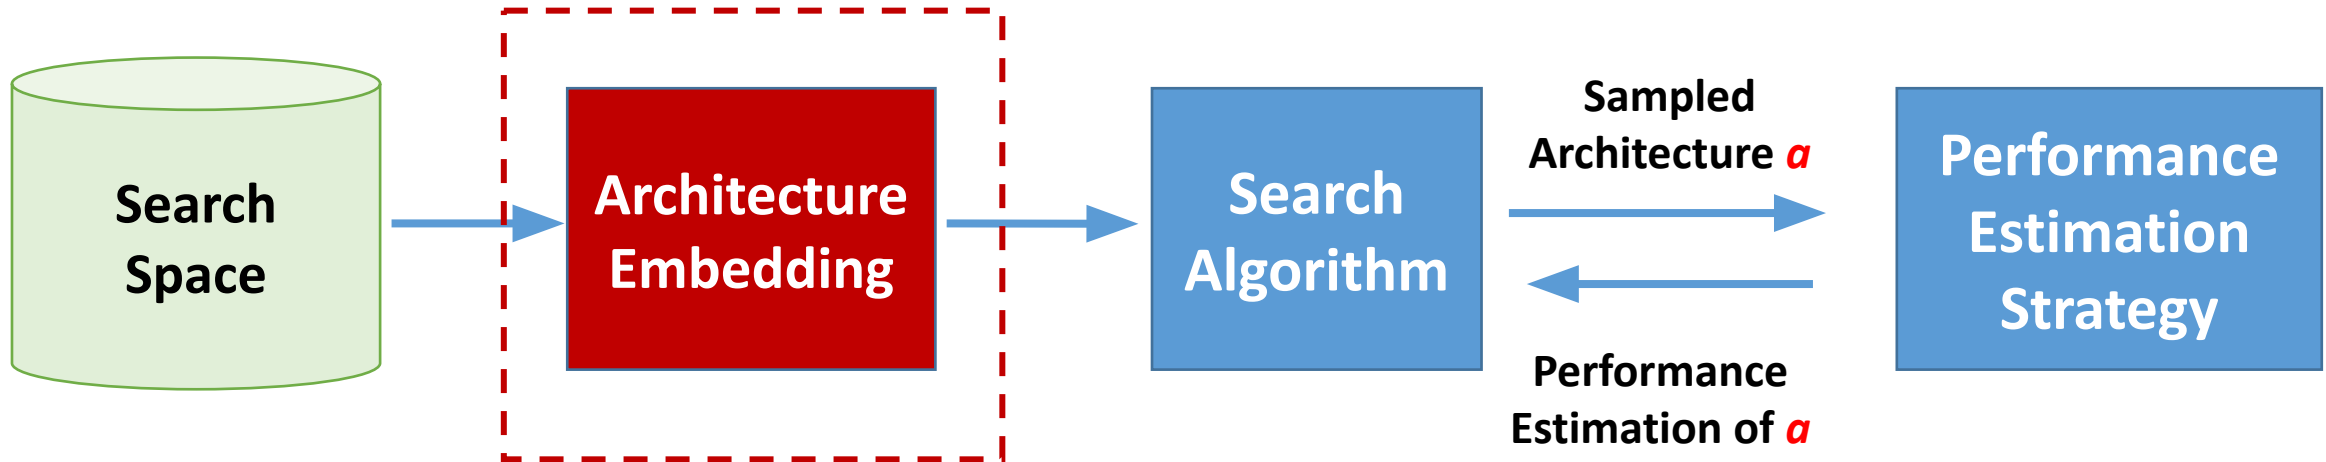 Search
Space
Architecture
Embedding
Search
Algorithm
Sampled
Architecture a
Performance
Estimation of a
Performance
Estimation
Strategy